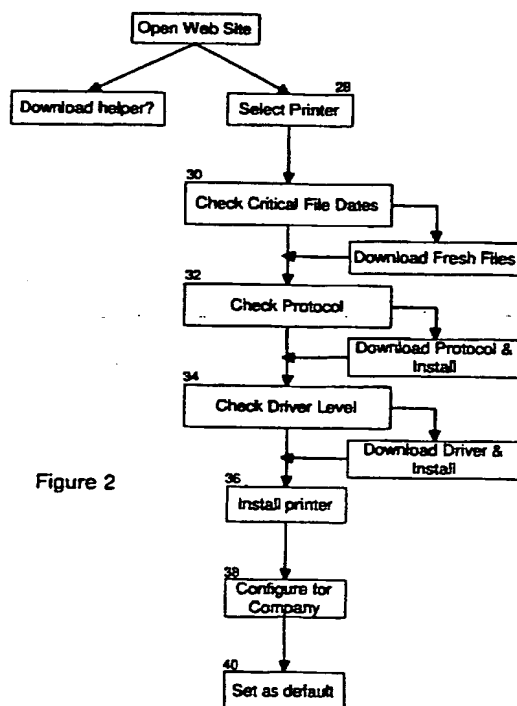 Open Web Site
Download helper?
28
Select Printer
30
Check Critical File Dates
Download Fresh Files
32
Check Protocol
Download Protocol &
Install
34
Check Driver Level
Download Driver &
Install
Figure 2
36
Install printer
38
Configure for
Company
40
Set as default